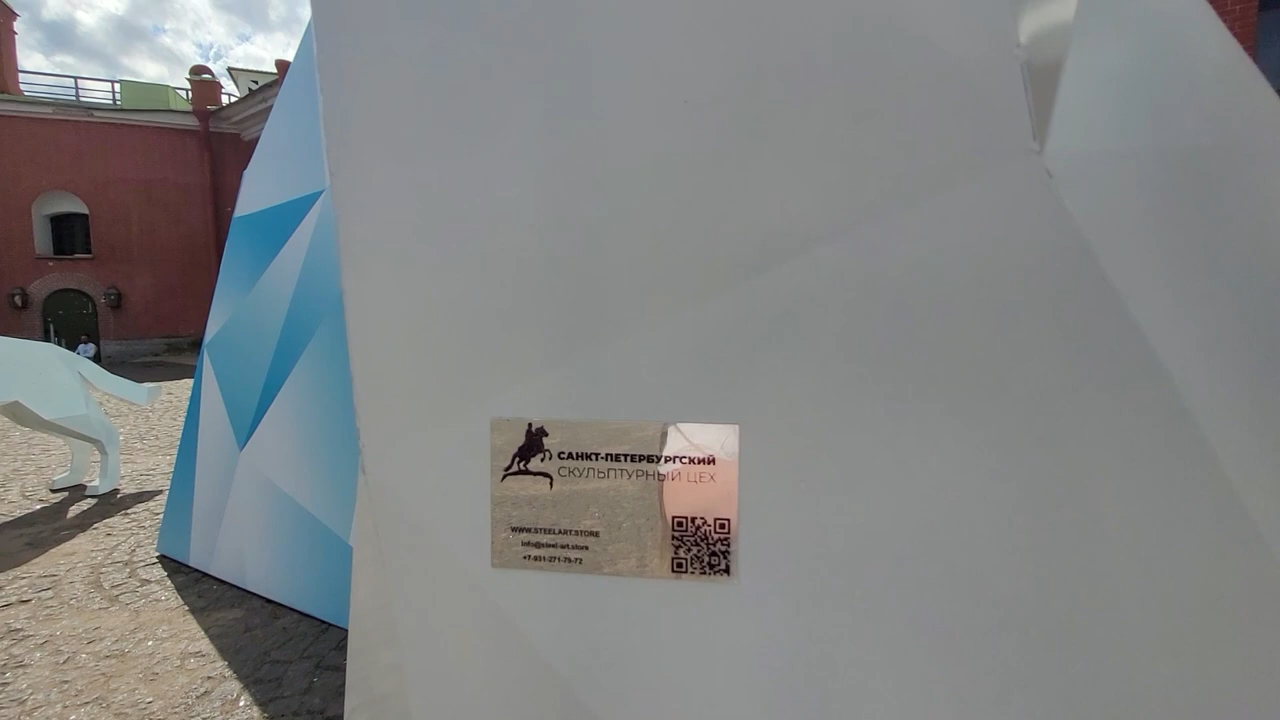 САНКТ-ПЕТЕРБУРГСКИЙ
СКУЛЬПТУРНЫЙ ЦЕХ
WWW.STEELART.STORE
info@steel-art.store
+7-931-271-79-72